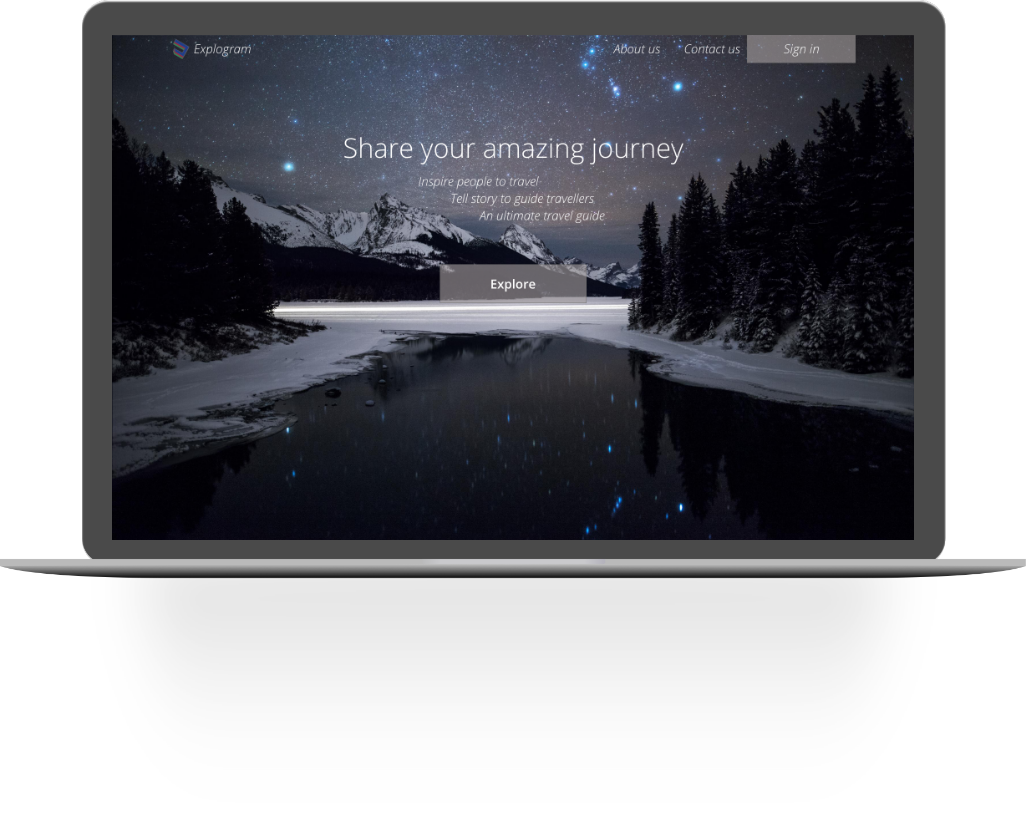 Explogram
About us
Contact us
Sign in
Share your amazing journey
Inspire people to travel
Tell story to guide travellers
An ultimate travel guide
Explore